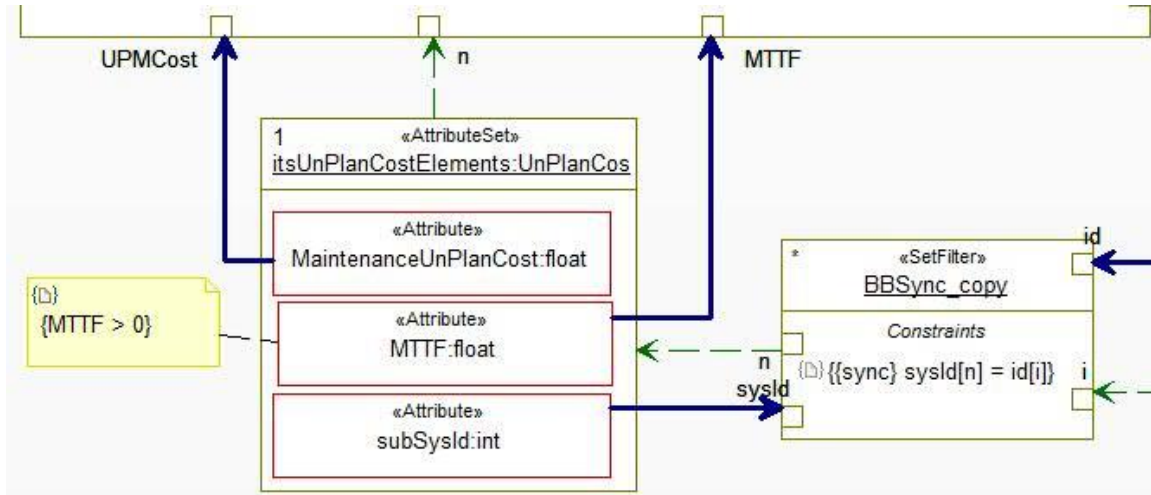 UPMCost
n
MTTF
1
«AttributeSet»
itsUnPlanCostElements:UnPlanCos
«Attribute»
MaintenanceUnPlanCost:float
{}
{MTTF > 0}
«Attribute»
MTTF:float
«Attribute»
subSysId:int
id
*
«SetFilter»
BBSync_copy
Constraints
n
{}{{sync} sysId[n] = id[i]}
i
sysId